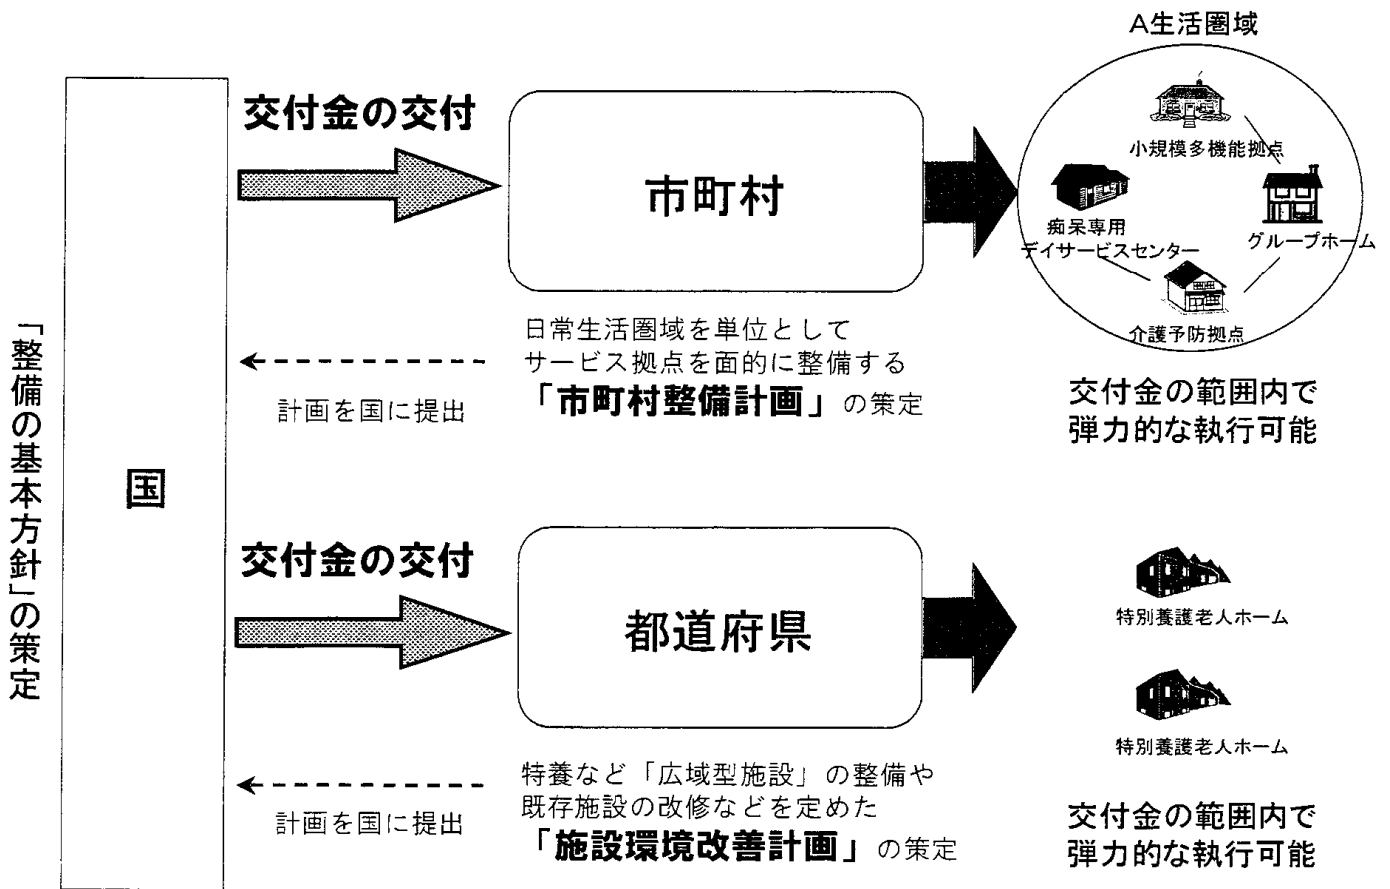 「整備の基本方針」の策定
国
交付金の交付
市町村
A生活圏域
小規模多機能拠点
痴呆専用
デイサービスセンター
グループホーム
介護予防拠点
計画を国に提出
日常生活圏域を単位として
サービス拠点を面的に整備する
「市町村整備計画」の策定
交付金の範囲内で
弾力的な執行可能
交付金の交付
都道府県
特別養護老人ホーム
特別養護老人ホーム
計画を国に提出
特養など「広域型施設」の整備や
既存施設の改修などを定めた
「施設環境改善計画」の策定
交付金の範囲内で
弾力的な執行可能